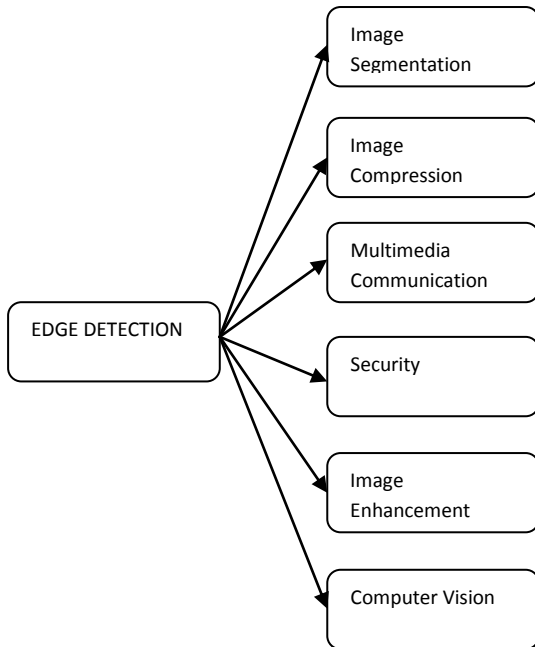 Image
Segmentation
Image
Compression
Multimedia
Communication
EDGE DETECTION
Security
Image
Enhancement
Computer Vision